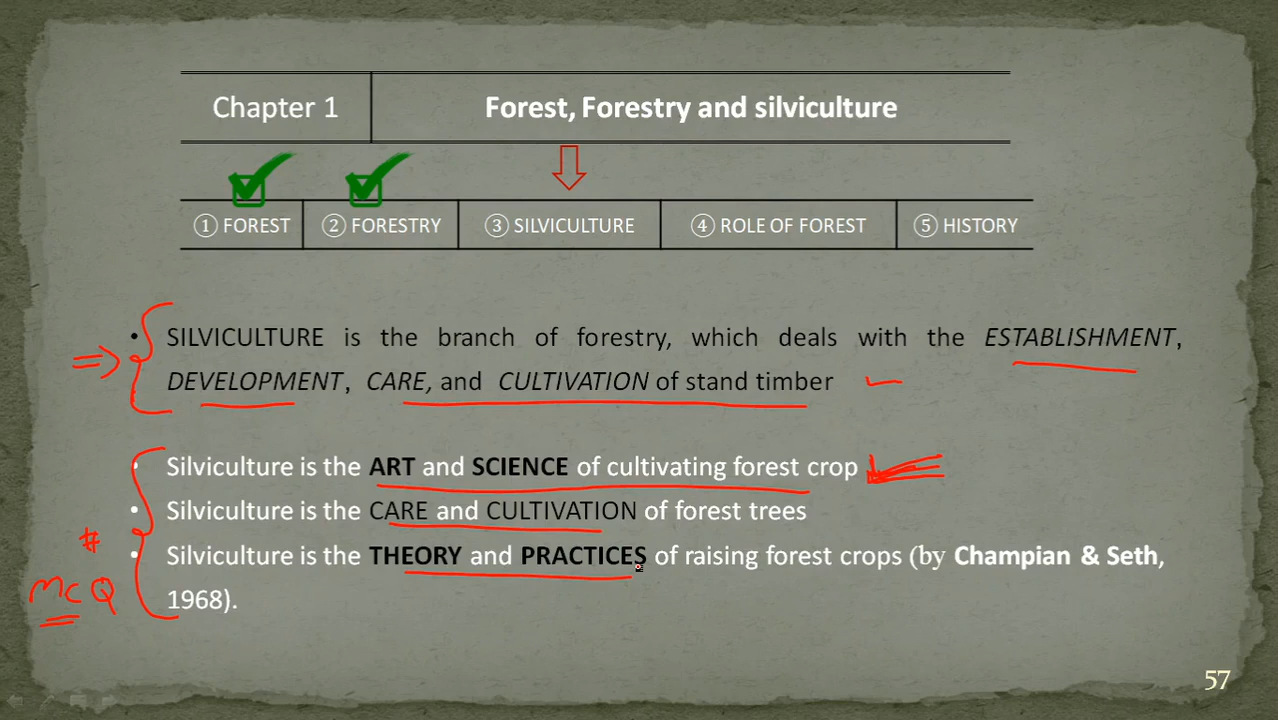 Chapter 1 Forest, Forestry and silviculture
① FOREST ② FORESTRY ③ SILVICULTURE ④ ROLE OF FOREST ⑤ HISTORY
• SILVICULTURE is the branch of forestry, which deals with the ESTABLISHMENT,
DEVELOPMENT, CARE, and CULTIVATION of stand timber
• Silviculture is the ART and SCIENCE of cultivating forest crop
• Silviculture is the CARE and CULTIVATION of forest trees
• Silviculture is the THEORY and PRACTICES of raising forest crops (by Champian & Seth,
1968).
#
MCQ
57